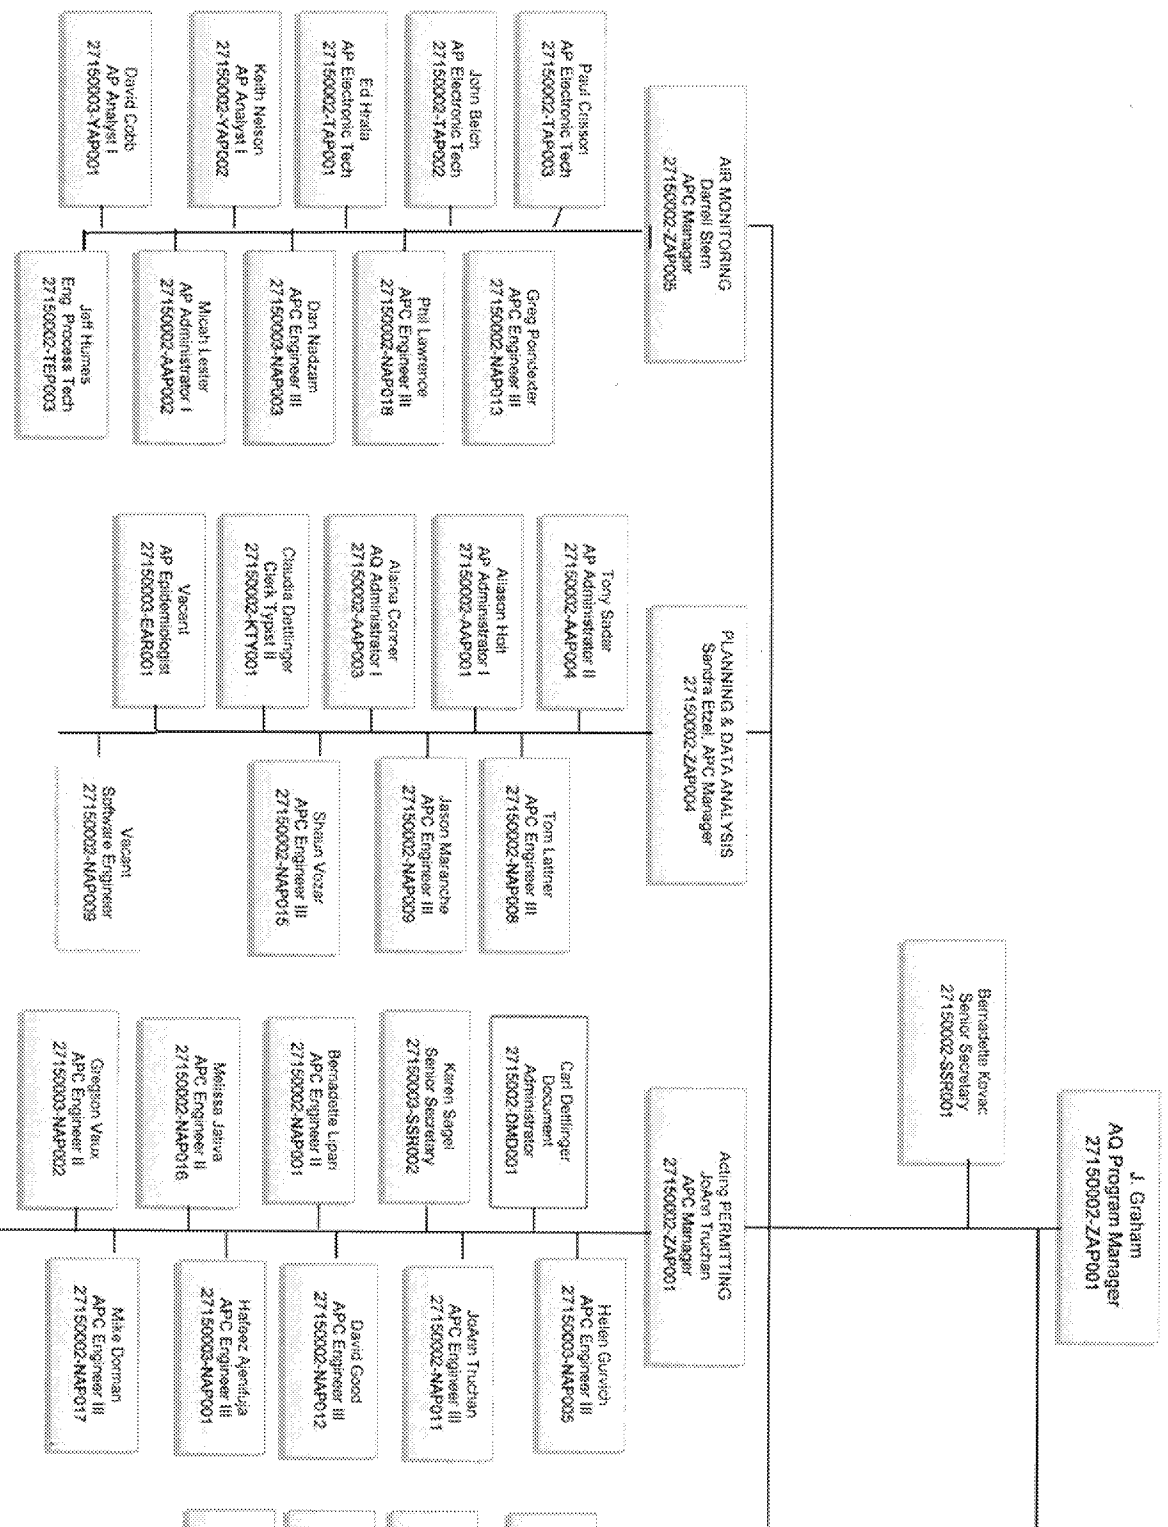 J. Graham
AQ Program Manager
27150002-ZAP001
Bernadette Kovac
Senior Secretary
27150002-SSR001
AIR MONITORING
Darrell Stern
APC Manager
27150002-ZAP005
Paul Crisson
AP Electronic Tech
27150002-TAP003
John Belch
AP Electronic Tech
27150002-TAP002
Ed Hrala
AP Electronic Tech
27150002-TAP001
Keith Nelson
AP Analyst I
27150002-YAP002
David Cobb
AP Analyst I
27150003-YAP001
Greg Poindexter
APC Engineer III
27150002-NAP013
Phil Lawrence
APC Engineer III
27150002-NAP018
Dan Nadzam
APC Engineer III
27150003-NAP003
Micah Lester
AP Administrator I
27150002-AAP002
Jeff Humes
Eng. Process Tech
27150002-TEP003
PLANNING & DATA ANALYSIS
Sandra Etzel, APC Manager
27150002-ZAP004
Tony Sadar
AP Administrator II
27150002-AAP004
Allason Holt
AP Administrator I
27150002-AAP001
Alaina Conner
AQ Administrator I
27150002-AAP003
Claudia Dettlinger
Clerk Typist II
27150002-KTY001
Vacant
AP Epidemiologist
27150003-EAR001
Tom Lattner
APC Engineer III
27150002-NAP008
Jason Maranche
APC Engineer III
27150002-NAP009
Shaun Vozar
APC Engineer III
27150002-NAP015
Vacant
Software Engineer
27150002-NAP009
Acting PERMITTING
JoAnn Truchan
APC Manager
27150002-ZAP001
Carl Dettlinger
Document
Administrator
2715002-DMD001
Karen Sagel
Senior Secretary
27150003-SSR002
Bernadette Lipari
APC Engineer II
27150002-NAP001
Melissa Jativa
APC Engineer II
27150002-NAP016
Gregson Vaux
APC Engineer II
27150003-NAP002
Helen Gurvich
APC Engineer III
27150003-NAP005
JoAnn Truchan
APC Engineer III
27150002-NAP011
David Good
APC Engineer III
27150002-NAP012
Hafeez Ajenifuja
APC Engineer III
27150003-NAP001
Mike Dorman
APC Engineer III
27150002-NAP017